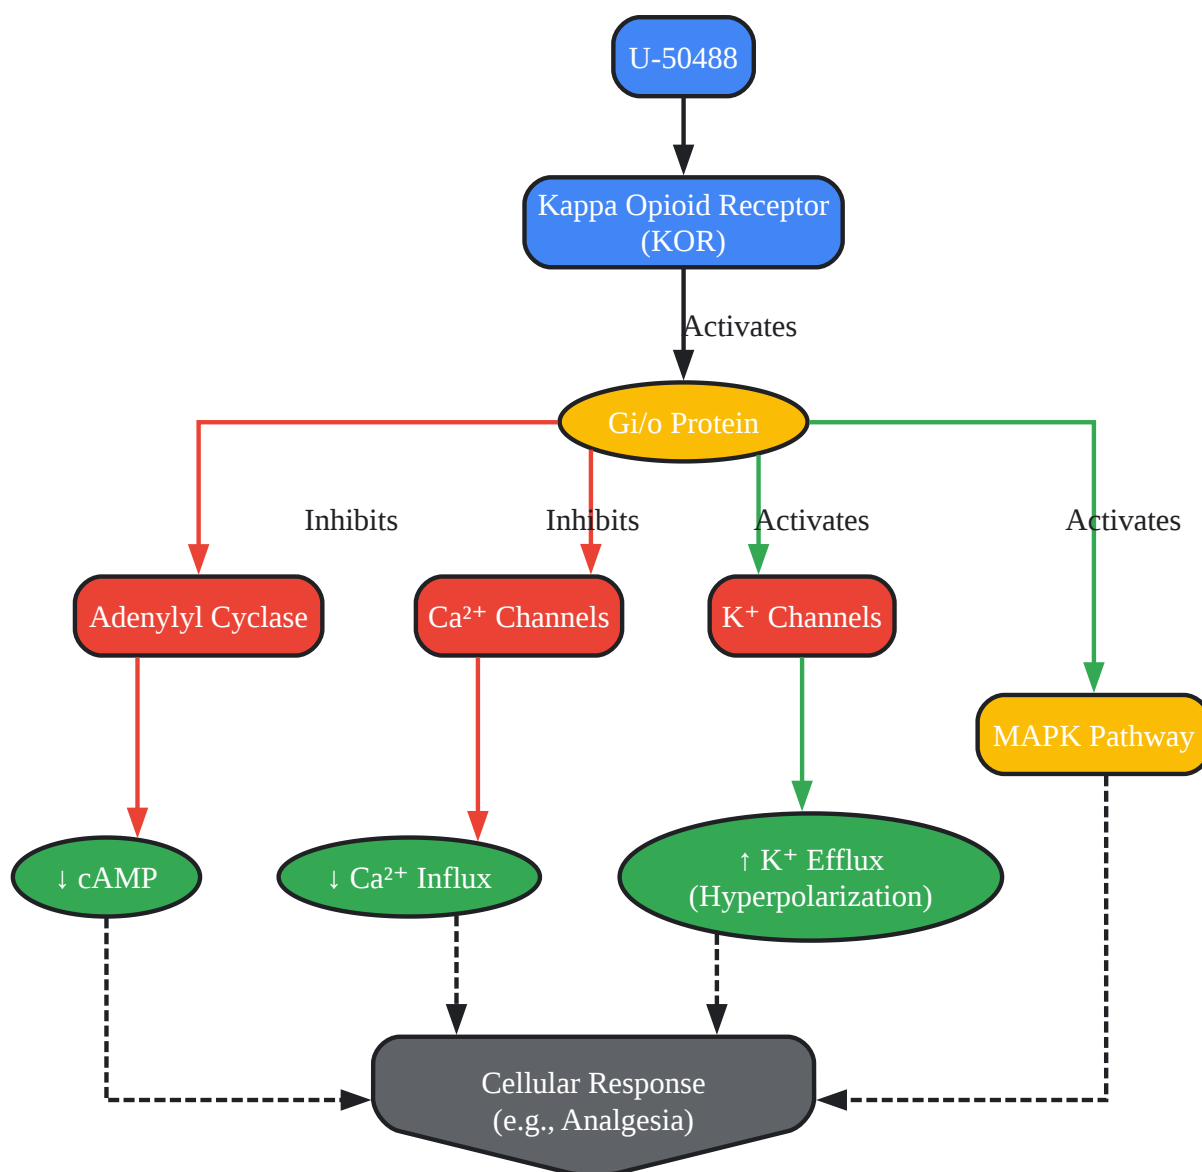 U-50488
Kappa Opioid Receptor
(KOR)
Activates
Gi/o Protein
Inhibits
Inhibits
Activates
Activates
Adenylyl Cyclase
Ca²⁺ Channels
K⁺ Channels
MAPK Pathway
↓ cAMP
↓ Ca²⁺ Influx
↑ K⁺ Efflux
(Hyperpolarization)
Cellular Response
(e.g., Analgesia)